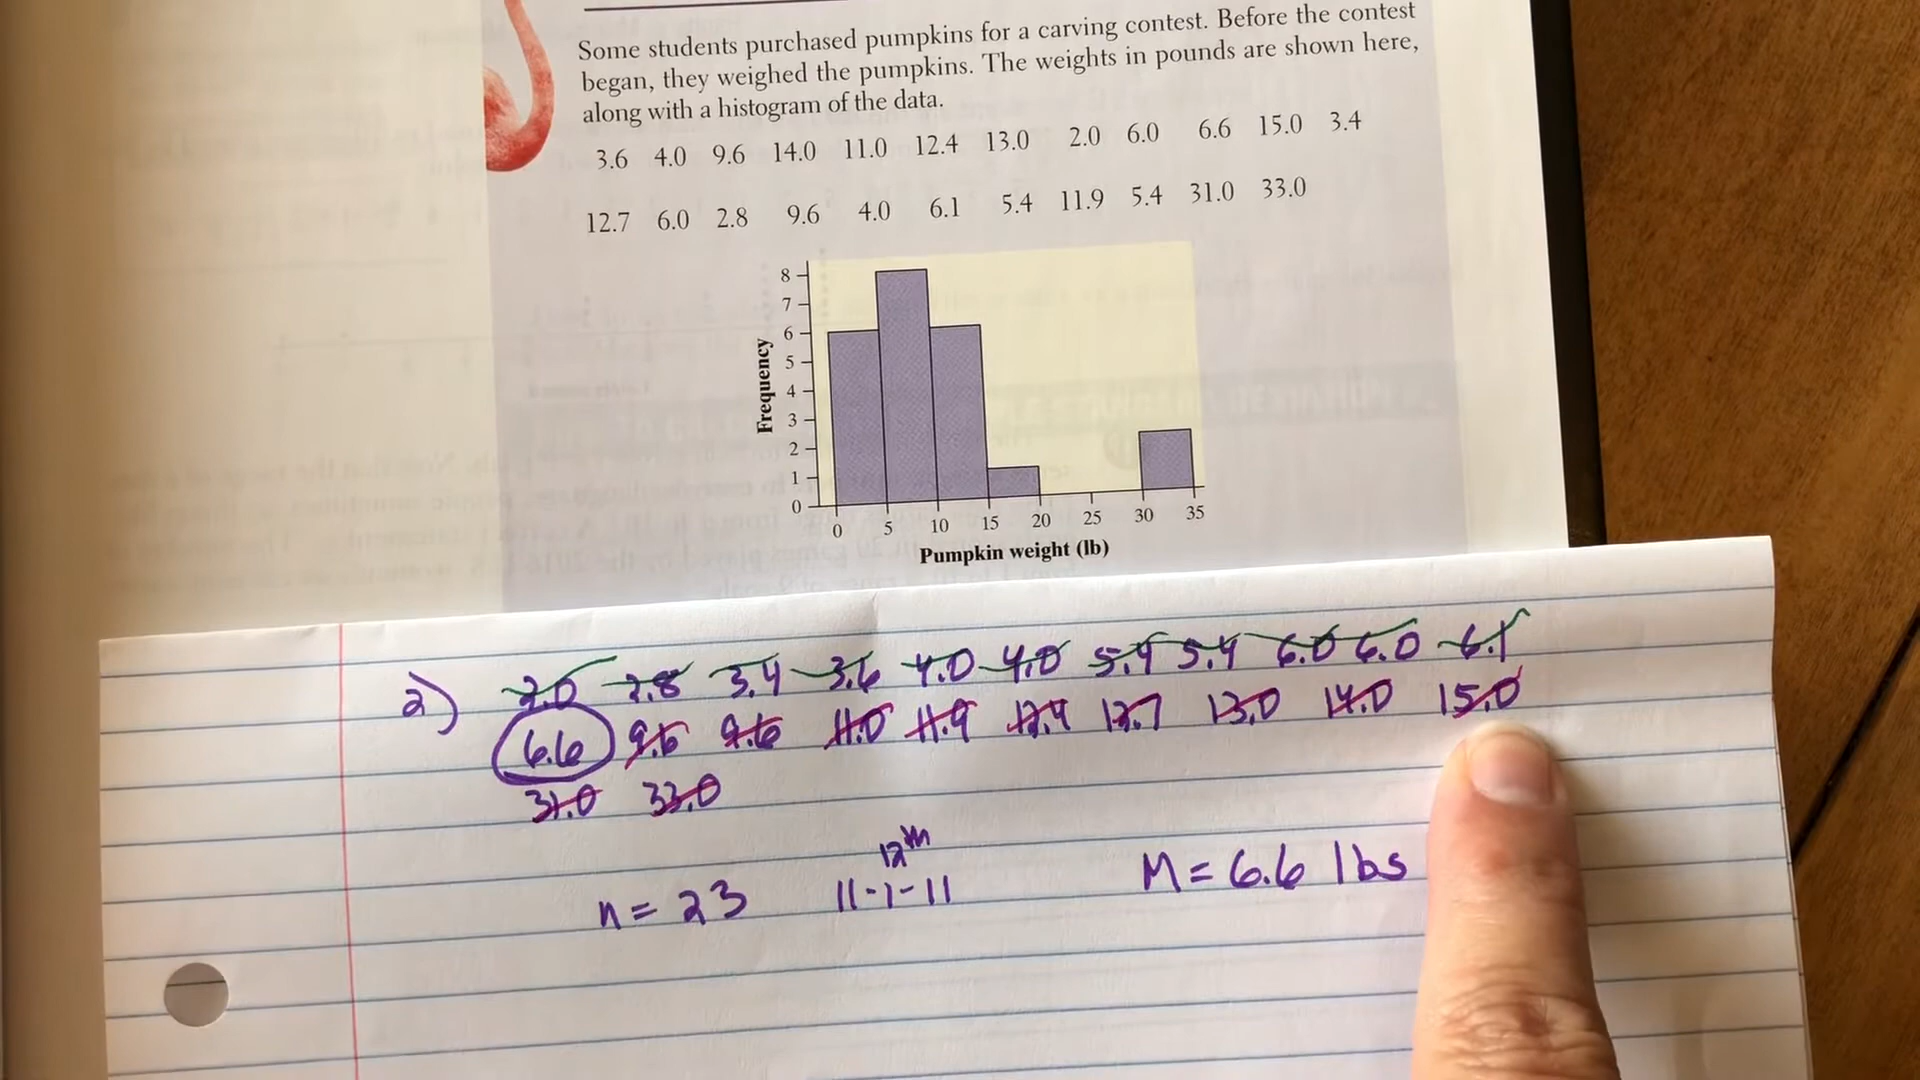 Some students purchased pumpkins for a carving contest. Before the contest
began, they weighed the pumpkins. The weights in pounds are shown here,
along with a histogram of the data.
3.6 4.0 9.6 14.0 11.0 12.4 13.0 2.0 6.0 6.6 15.0 3.4
12.7 6.0 2.8 9.6 4.0 6.1 5.4 11.9 5.4 31.0 33.0
8
7
6
5
4
3
2
1
0
Frequency
0 5 10 15 20 25 30 35
Pumpkin weight (lb)
2) 2.0 2.8 3.4 3.6 4.0 4.0 5.4 5.4 6.0 6.0 6.1
6.6 9.6 9.6 11.0 11.9 12.4 12.7 13.0 14.0 15.0
31.0 33.0
12th
n = 23 11-1-11 M = 6.6 lbs